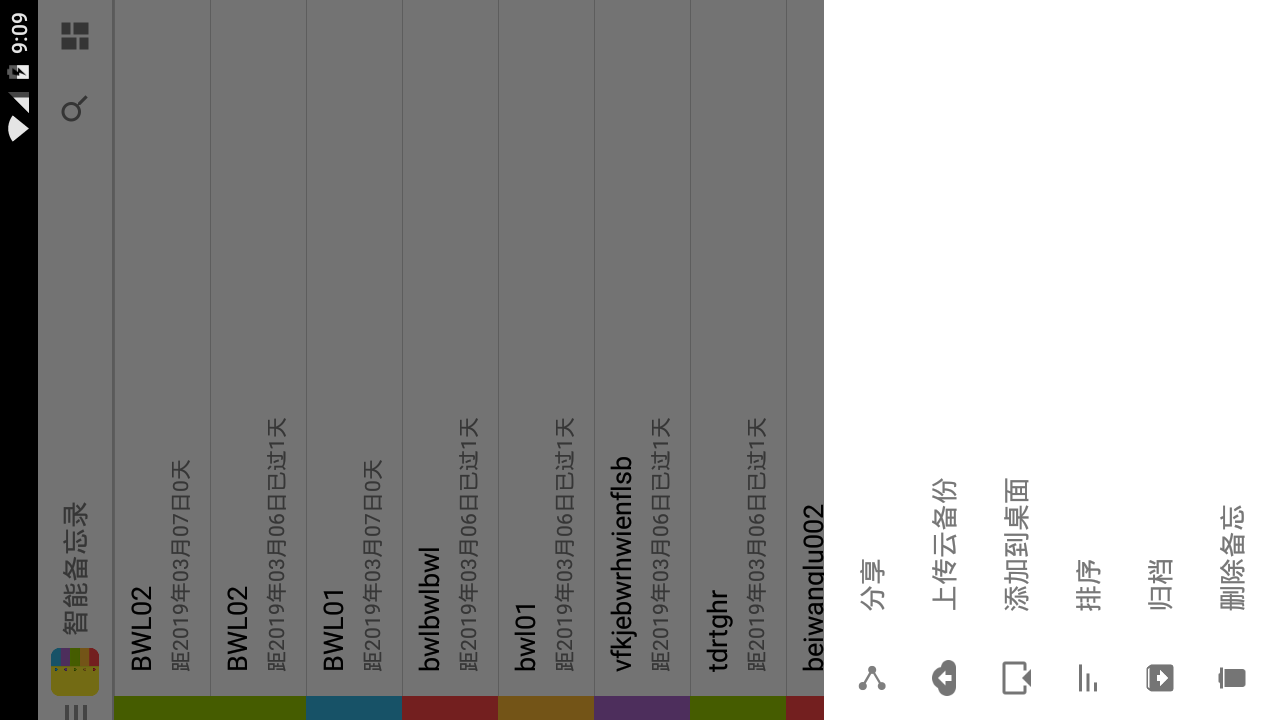 9:09
智能备忘录
BWL02
距2019年03月07日0天
BWL02
距2019年03月06日已过1天
BWL01
距2019年03月07日0天
bwlbwlbwl
距2019年03月06日已过1天
bwl01
距2019年03月06日已过1天
vfkjebwrhwienflsb
距2019年03月06日已过1天
tdrtghr
距2019年03月06日已过1天
beiwanglu002
分享
上传云备份
添加到桌面
排序
归档
删除备忘